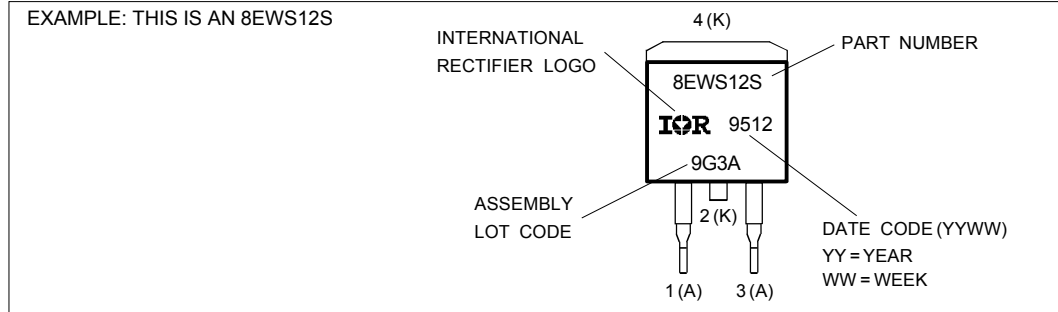 EXAMPLE: THIS IS AN 8EWS12S
4 (K)
INTERNATIONAL
RECTIFIER LOGO
PART NUMBER
8EWS12S
IOR 9512
9G3A
ASSEMBLY
LOT CODE
2 (K)
DATE CODE (YYWW)
YY = YEAR
WW = WEEK
1 (A) 3 (A)